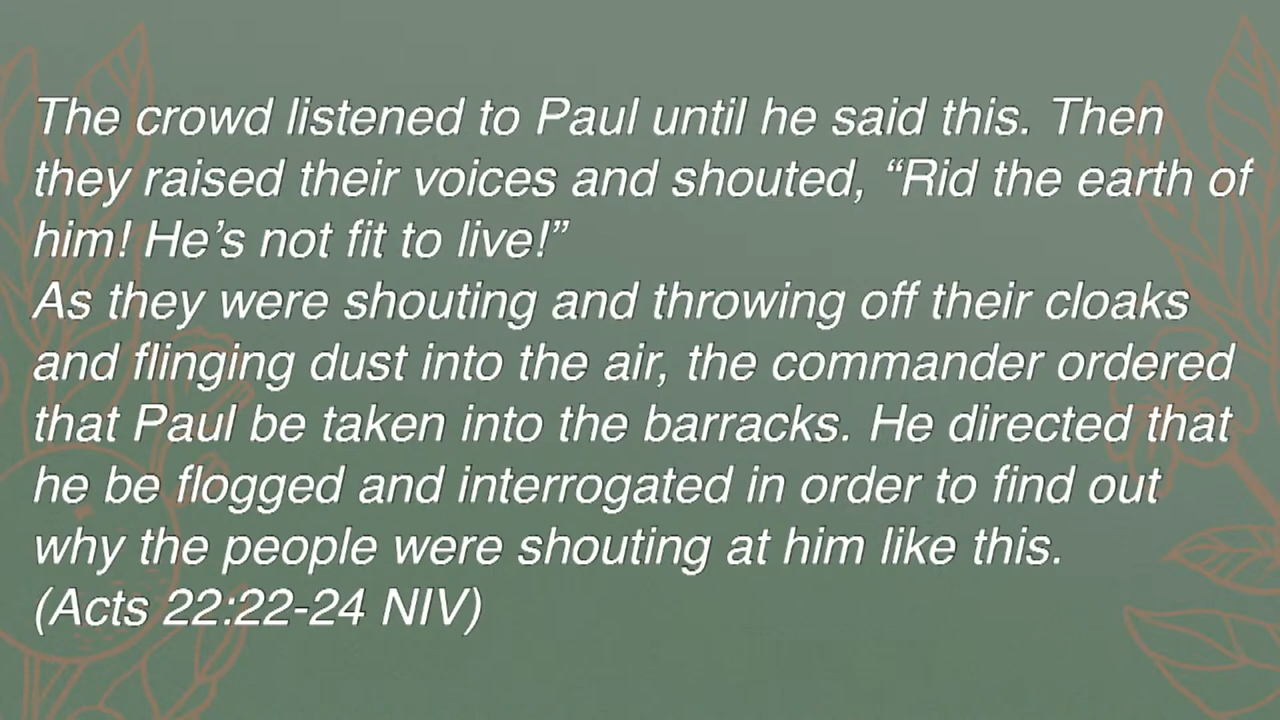 The crowd listened to Paul until he said this. Then
they raised their voices and shouted, “Rid the earth of
him! He’s not fit to live!”
As they were shouting and throwing off their cloaks
and flinging dust into the air, the commander ordered
that Paul be taken into the barracks. He directed that
he be flogged and interrogated in order to find out
why the people were shouting at him like this.
(Acts 22:22-24 NIV)